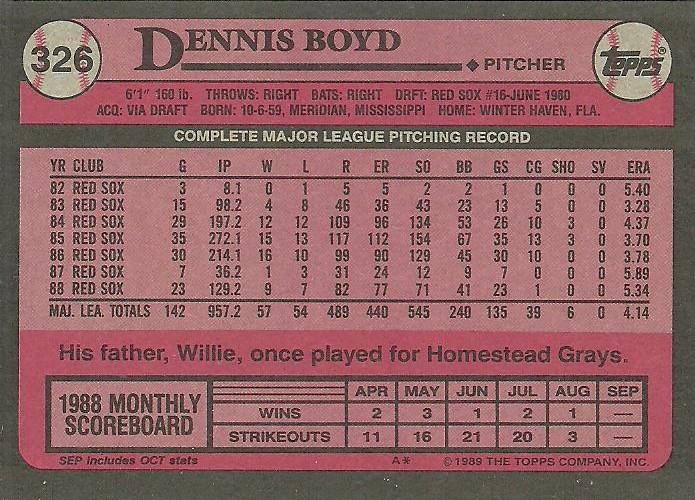 326
DENNIS BOYD
PITCHER
TOPPS
6'1" 160 lb. THROWS: RIGHT BATS: RIGHT DRFT: RED SOX #16-JUNE 1980
ACQ: VIA DRAFT BORN: 10-6-59, MERIDIAN, MISSISSIPPI HOME: WINTER HAVEN, FLA.
COMPLETE MAJOR LEAGUE PITCHING RECORD
YR CLUB G IP W L R ER SO BB GS CG SHO SV ERA
82 RED SOX 3 8.1 0 1 5 5 2 2 1 0 0 0 5.40
83 RED SOX 15 98.2 4 8 46 36 43 23 13 5 0 0 3.28
84 RED SOX 29 197.2 12 12 109 96 134 53 26 10 3 0 4.37
85 RED SOX 35 272.1 15 13 117 112 154 67 35 13 3 0 3.70
86 RED SOX 30 214.1 16 10 99 90 129 45 30 10 0 0 3.78
87 RED SOX 7 36.2 1 3 31 24 12 9 7 0 0 0 5.89
88 RED SOX 23 129.2 9 7 82 77 71 41 23 1 0 0 5.34
MAJ. LEA. TOTALS 142 957.2 57 54 489 440 545 240 135 39 6 0 4.14
His father, Willie, once played for Homestead Grays.
1988 MONTHLY SCOREBOARD
APR MAY JUN JUL AUG SEP
WINS 2 3 1 2 1 —
STRIKEOUTS 11 16 21 20 3 —
SEP includes OCT stats A* © 1989 THE TOPPS COMPANY, INC.